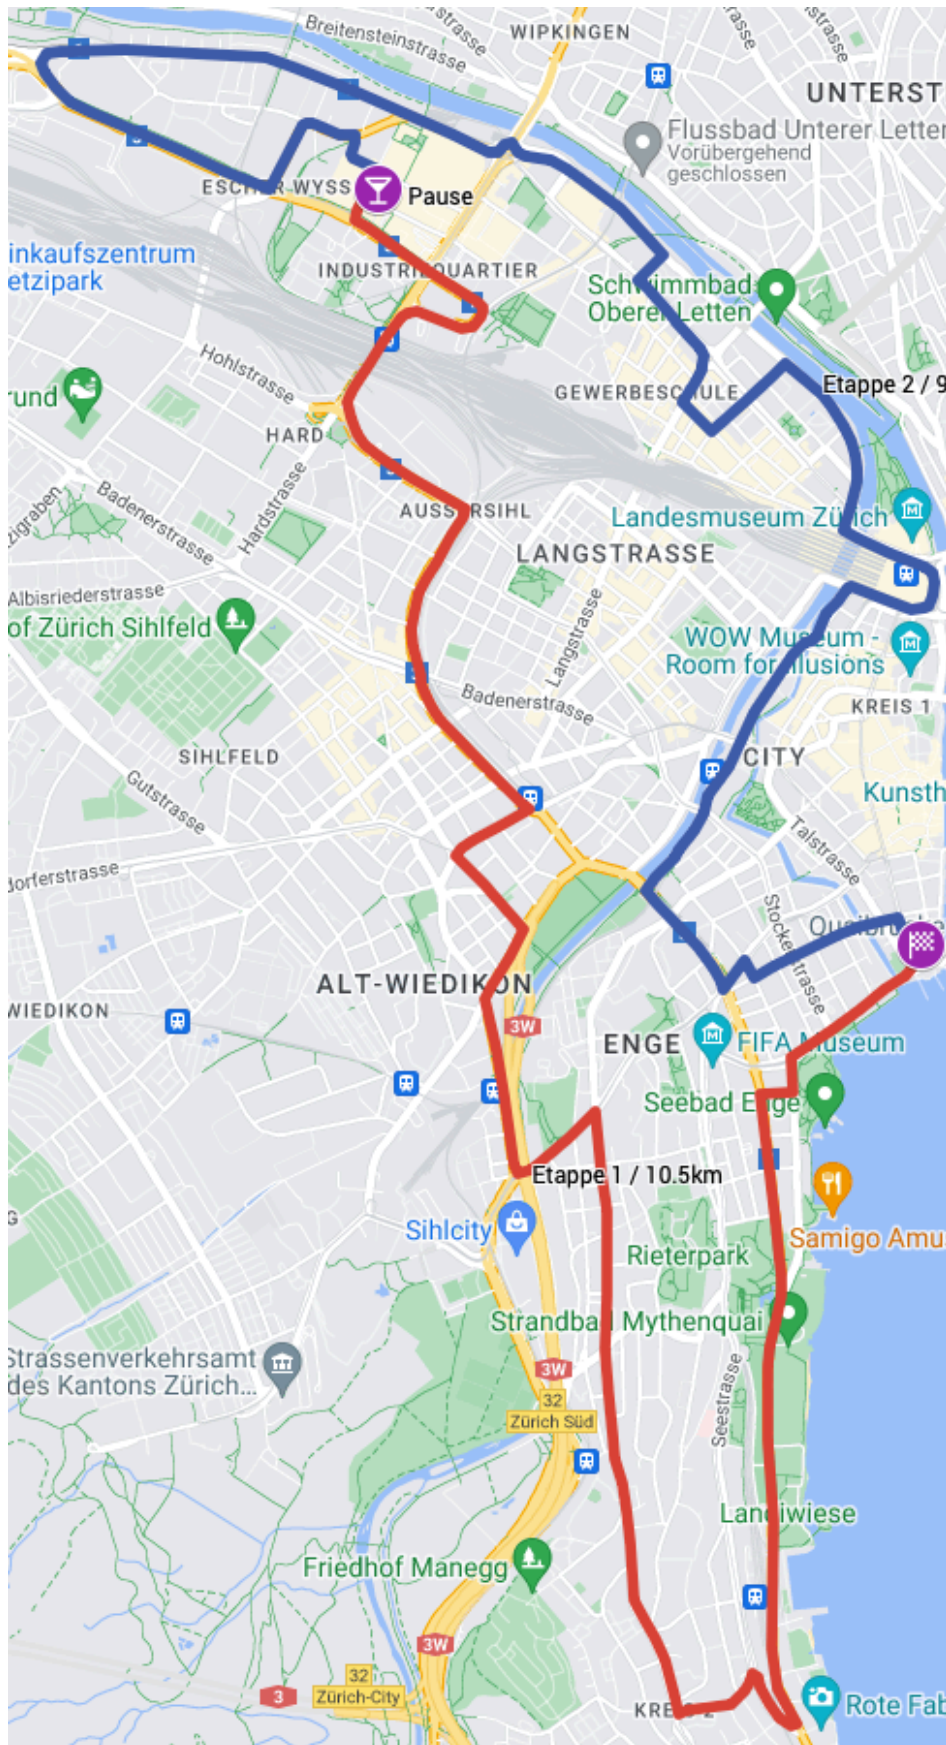 Breitensteinstrasse
WIPKINGEN
UNTERST
Flussbad Unterer Letten
Vorübergehend
geschlossen
ESCHER WYSS
Pause
inkaufszentrum
etzipark
INDUSTRIEQUARTIER
Schwimmbad
Oberer Letten
Hohlstrasse
GEWERBESCHULE
Etappe 2 / 9
rund
HARD
Hardstrasse
Badenerstrasse
zigraben
AUSSERSIHL
Landesmuseum Zürich
LANGSTRASSE
Albisriederstrasse
of Zürich Sihlfeld
Langstrasse
WOW Museum -
Room for Illusions
Badenerstrasse
KREIS 1
SIHLFELD
CITY
Gutstrasse
Kunsth
Talstrasse
dorferstrasse
Stockerstrasse
Quaibrücke
ALT-WIEDIKON
WIEDIKON
3W
ENGE
FIFA Museum
Seebad Enge
Etappe 1 / 10.5km
Sihlcity
Samigo Amu
Rieterpark
Strandbad Mythenquai
Strassenverkehrsamt
des Kantons Zürich...
3W
32
Zürich Süd
Seestrasse
Landiwiese
Friedhof Manegg
3W
32
Zürich-City
3
KREIS 2
Rote Fab